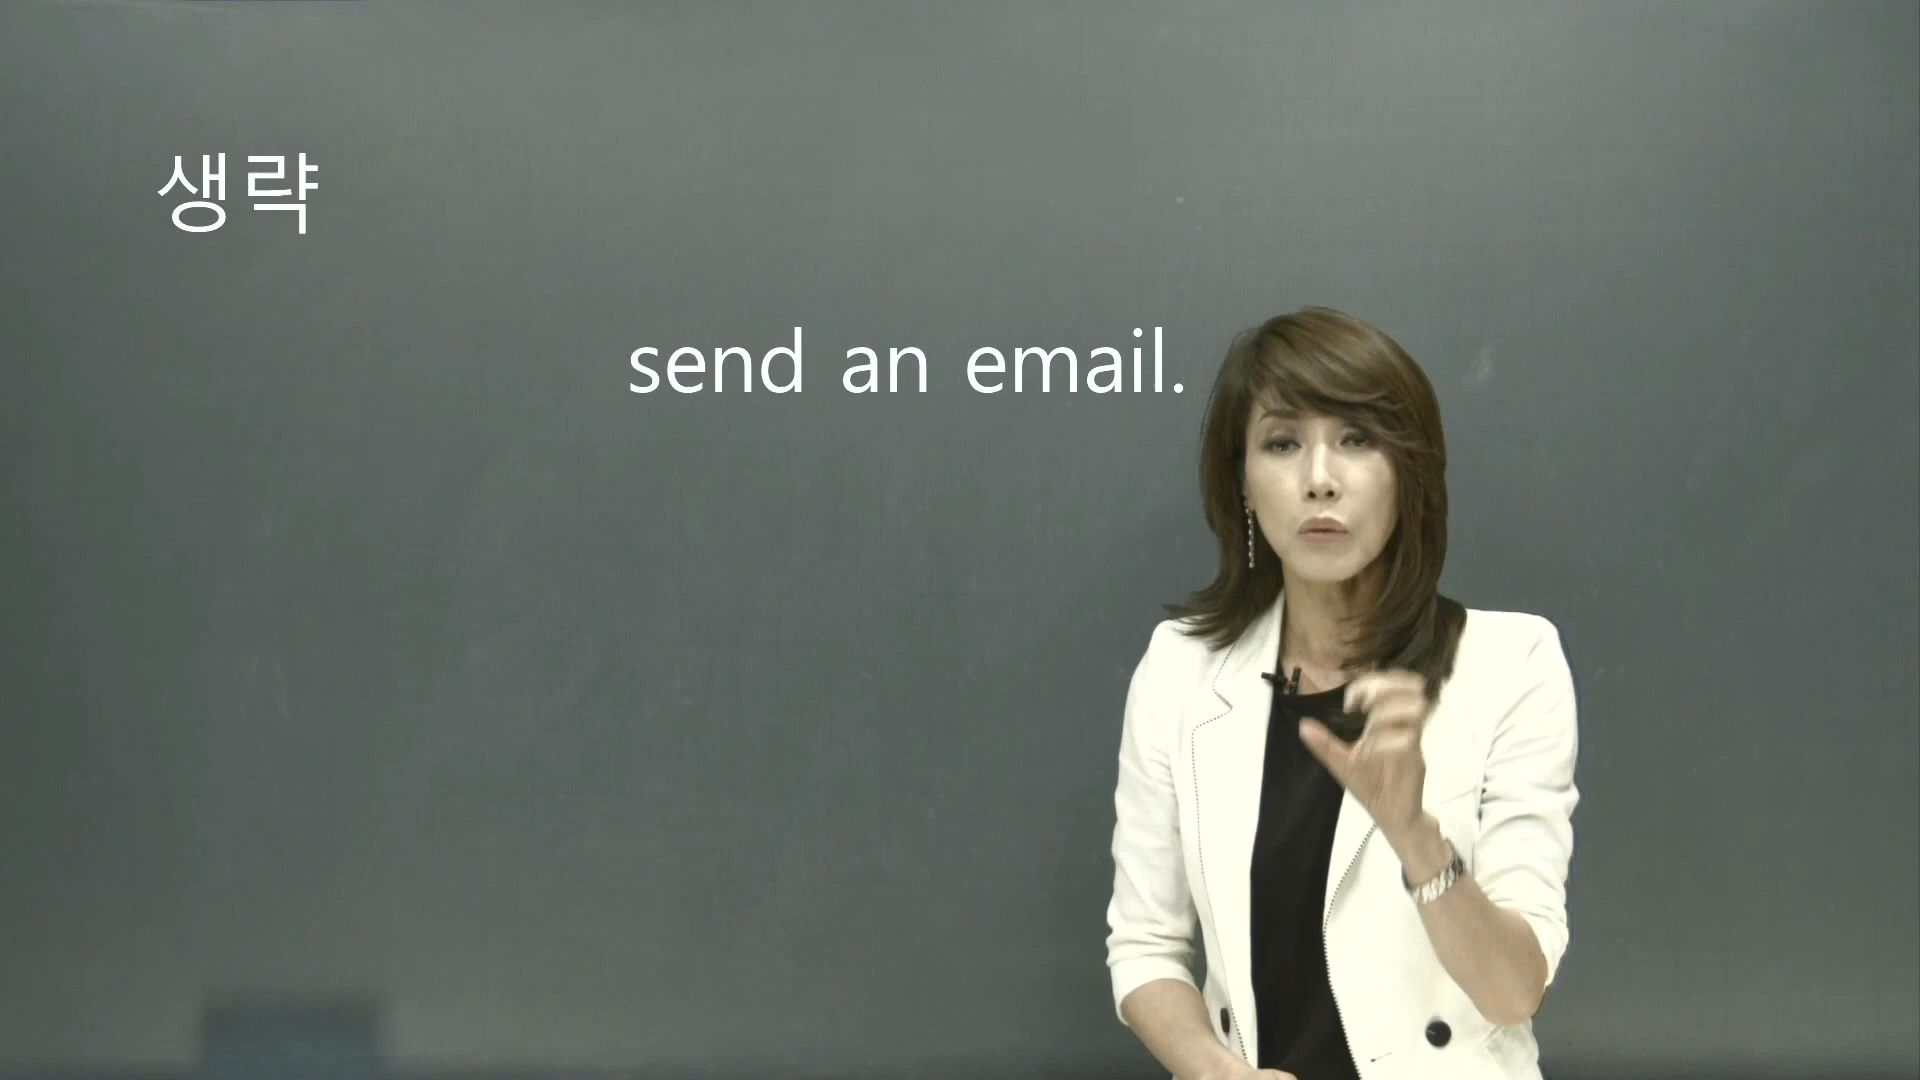 생략
send an email.